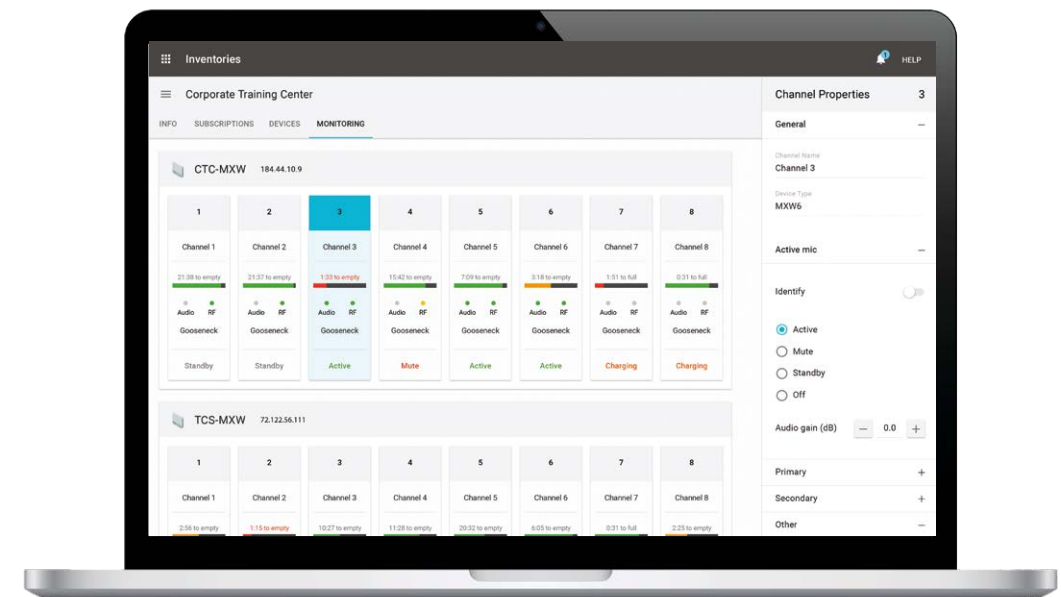 Inventories
HELP
Corporate Training Center
INFO SUBSCRIPTIONS DEVICES MONITORING
CTC-MXW 184.44.10.9
1 2 3 4 5 6 7 8
Channel 1 Channel 2 Channel 3 Channel 4 Channel 5 Channel 6 Channel 7 Channel 8
21:38 to empty 21:37 to empty 1:33 to empty 15:42 to empty 7:09 to empty 3:18 to empty 1:51 to full 0:31 to full
Audio RF Audio RF Audio RF Audio RF Audio RF Audio RF Audio RF Audio RF
Gooseneck Gooseneck Gooseneck Gooseneck Gooseneck Gooseneck Gooseneck Gooseneck
Standby Standby Active Mute Active Active Charging Charging
TCS-MXW 72.122.56.111
1 2 3 4 5 6 7 8
Channel 1 Channel 2 Channel 3 Channel 4 Channel 5 Channel 6 Channel 7 Channel 8
2:56 to empty 1:15 to empty 10:27 to empty 11:28 to empty 20:32 to empty 6:05 to empty 0:31 to full 2:25 to empty
Channel Properties 3
General
Channel Name
Channel 3
Device Type
MXW6
Active mic
Identify
Active
Mute
Standby
Off
Audio gain (dB) − 0.0 +
Primary +
Secondary +
Other −